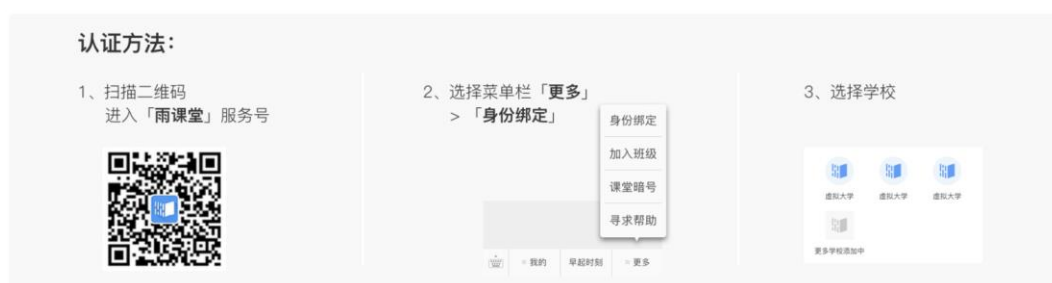 认证方法：
1、扫描二维码
进入「雨课堂」服务号
2、选择菜单栏「更多」
>「身份绑定」
身份绑定
加入班级
课堂暗号
寻求帮助
我的
早起时刻
更多
3、选择学校
虚拟大学
虚拟大学
虚拟大学
更多学校添加中